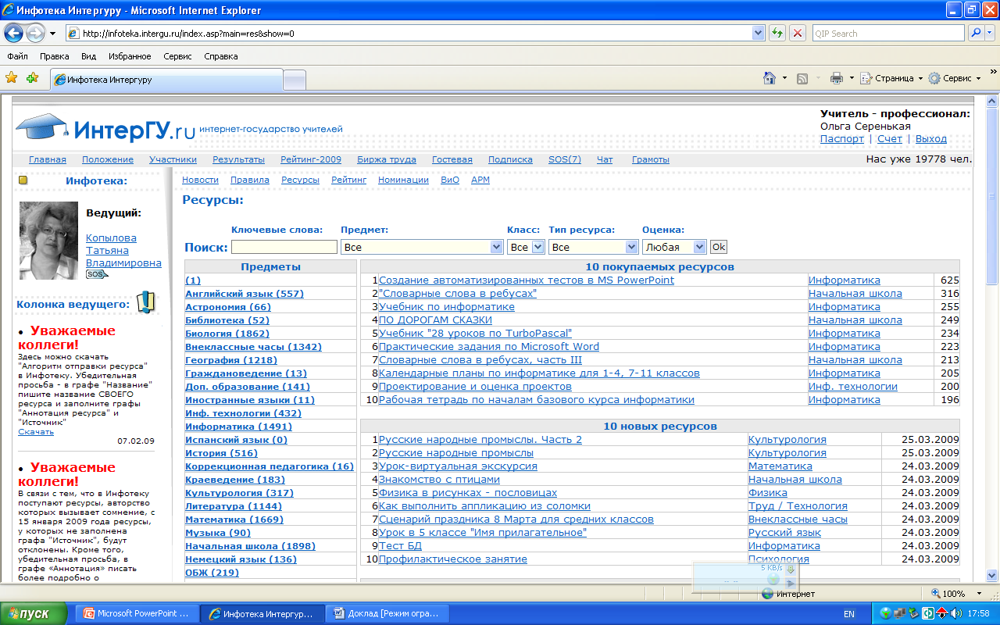 Инфотека Интергуру - Microsoft Internet Explorer
http://infoteka.intergu.ru/index.asp?main=res&show=0
QIP Search
Файл Правка Вид Избранное Сервис Справка
Инфотека Интергуру
Страница Сервис
ИнтерГУ.ru интернет-государство учителей
Учитель - профессионал:
Ольга Серенькая
Паспорт | Счет | Выход
Главная Положение Участники Результаты Рейтинг-2009 Биржа труда Гостевая Подписка SOS(7) Чат Грамоты Нас уже 19778 чел.
Инфотека:
Ведущий:
Копылова
Татьяна
Владимировна
SOS
Колонка ведущего:
Уважаемые
коллеги!
Здесь можно скачать
"Алгоритм отправки ресурса"
в Инфотеку. Убедительная
просьба - в графе "Название"
пишите название СВОЕГО
ресурса и заполните графы
"Аннотация ресурса" и
"Источник"
Скачать
07.02.09
Уважаемые
коллеги!
В связи с тем, что в Инфотеку
поступают ресурсы, авторство
которых вызывает сомнение, с
15 января 2009 года ресурсы,
у которых не заполнена
графа "Источник", будут
отклонены. Кроме того,
убедительная просьба, в
графе «Аннотация» писать
более подробно о
Новости Правила Ресурсы Рейтинг Номинации ВиО АРМ
Ресурсы:
Ключевые слова: Предмет: Класс: Тип ресурса: Оценка:
Поиск: Все Все Все Любая Ok
Предметы
(1)
Английский язык (557)
Астрономия (66)
Библиотека (52)
Биология (1862)
Внеклассные часы (1342)
География (1218)
Граждановедение (13)
Доп. образование (141)
Иностранные языки (11)
Инф. технологии (432)
Информатика (1491)
Испанский язык (0)
История (516)
Коррекционная педагогика (16)
Краеведение (183)
Культурология (317)
Литература (1144)
Математика (1669)
Музыка (90)
Начальная школа (1898)
Немецкий язык (136)
ОБЖ (219)
10 покупаемых ресурсов
1 Создание автоматизированных тестов в MS PowerPoint Информатика 625
2 "Словарные слова в ребусах" Начальная школа 316
3 Учебник по информатике Информатика 255
4 ПО ДОРОГАМ СКАЗКИ Начальная школа 249
5 Учебник "28 уроков по TurboPascal" Информатика 234
6 Практические задания по Microsoft Word Информатика 223
7 Словарные слова в ребусах, часть III Начальная школа 213
8 Календарные планы по информатике для 1-4, 7-11 классов Информатика 205
9 Проектирование и оценка проектов Инф. технологии 200
10 Рабочая тетрадь по началам базового курса информатики Информатика 196
10 новых ресурсов
1 Русские народные промыслы. Часть 2 Культурология 25.03.2009
2 Русские народные промыслы Культурология 25.03.2009
3 Урок-виртуальная экскурсия Математика 24.03.2009
4 Знакомство с птицами Начальная школа 24.03.2009
5 Физика в рисунках - пословицах Физика 24.03.2009
6 Как выполнить аппликацию из соломки Труд / Технология 24.03.2009
7 Сценарий праздника 8 Марта для средних классов Внеклассные часы 24.03.2009
8 Урок в 5 классе "Имя прилагательное" Русский язык 24.03.2009
9 Тест БД Информатика 24.03.2009
10 Профилактическое занятие Психология 24.03.2009
5 KB/s
-- --
Интернет 100%
пуск Microsoft PowerPoint ... Инфотека Интергур... Доклад [Режим огра... EN 17:58